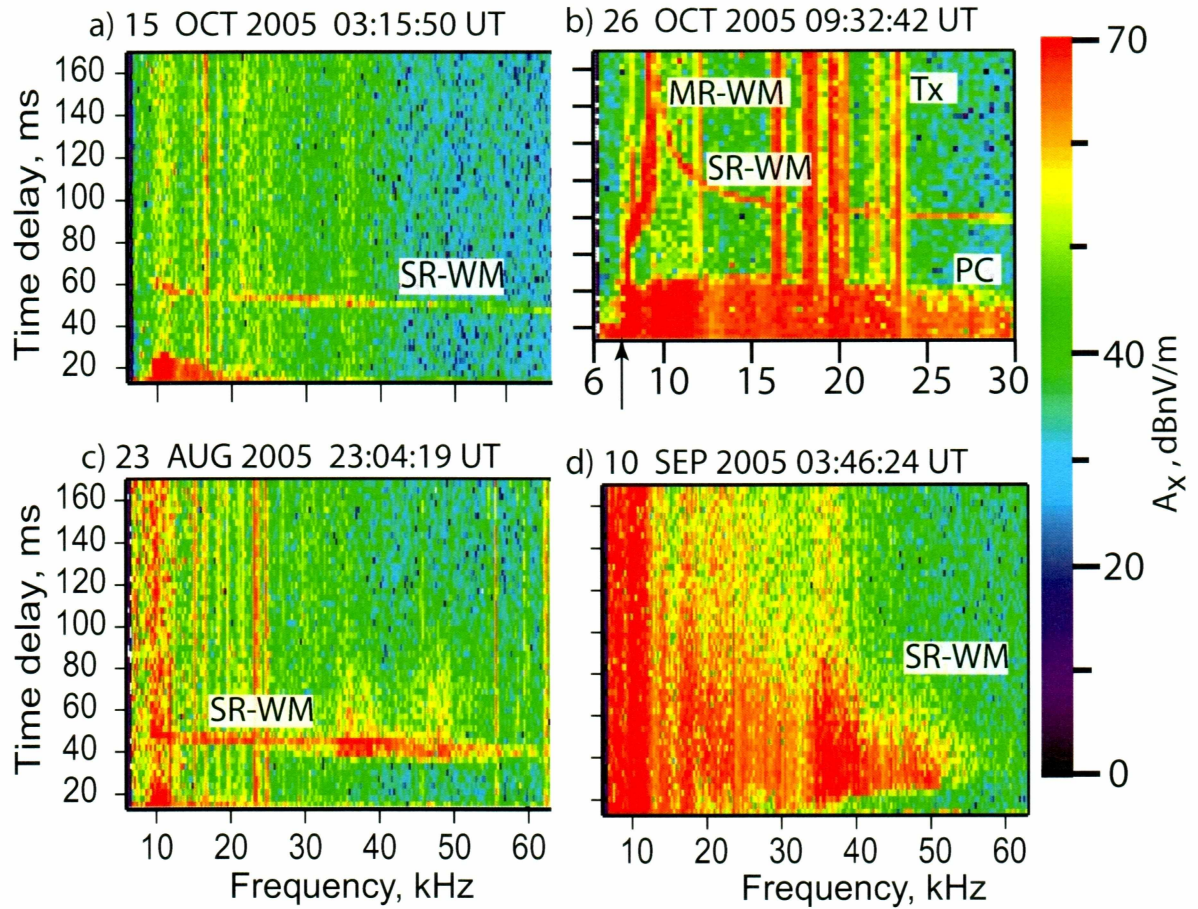 a) 15 OCT 2005 03:15:50 UT
160
140
120
100
80
60
40
20
Time delay, ms
SR-WM
b) 26 OCT 2005 09:32:42 UT
MR-WM
Tx
SR-WM
PC
6 10 15 20 25 30
70
40
20
0
Ax, dBnV/m
c) 23 AUG 2005 23:04:19 UT
160
140
120
100
80
60
40
20
Time delay, ms
SR-WM
10 20 30 40 50 60
Frequency, kHz
d) 10 SEP 2005 03:46:24 UT
SR-WM
10 20 30 40 50 60
Frequency, kHz